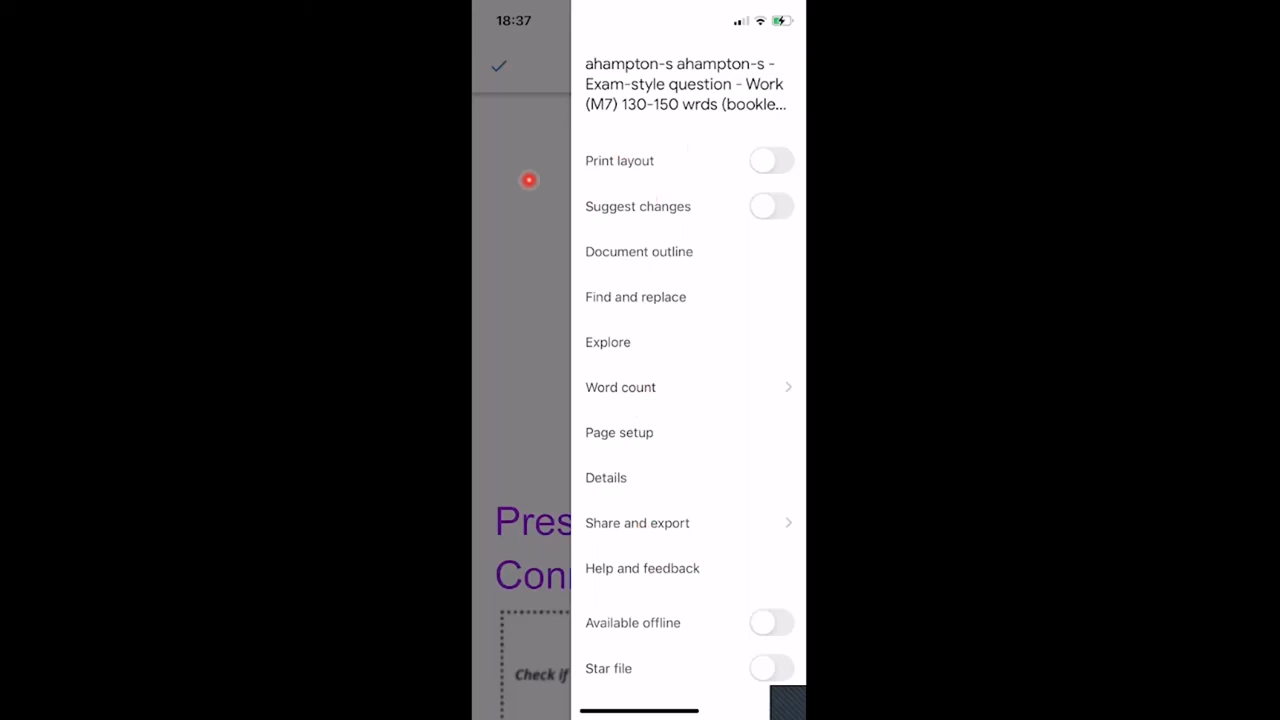 18:37
ahampton-s ahampton-s -
Exam-style question - Work
(M7) 130-150 wrds (bookle...
Print layout
Suggest changes
Document outline
Find and replace
Explore
Word count
Page setup
Details
Share and export
Help and feedback
Available offline
Star file
Pres
Con
Check if